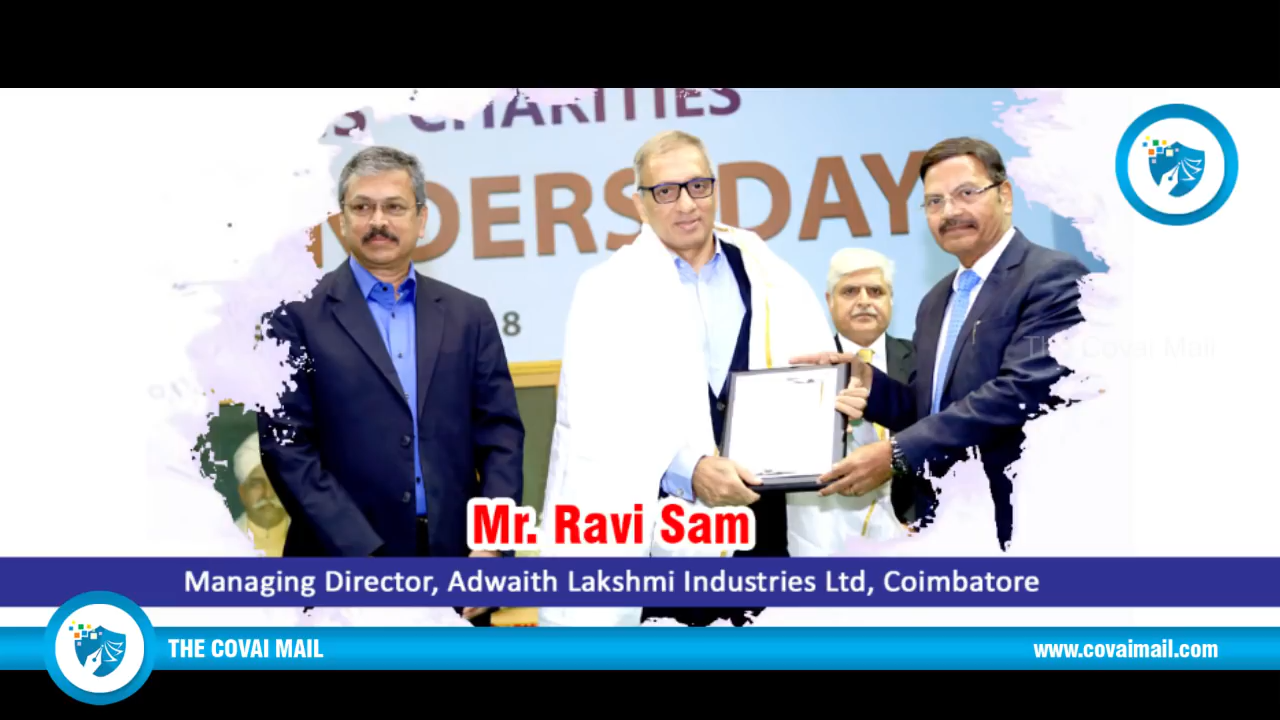 CHARITIES
DAY
8
The Covai Mail
Mr. Ravi Sam
Managing Director, Adwaith Lakshmi Industries Ltd, Coimbatore
THE COVAI MAIL
www.covaimail.com